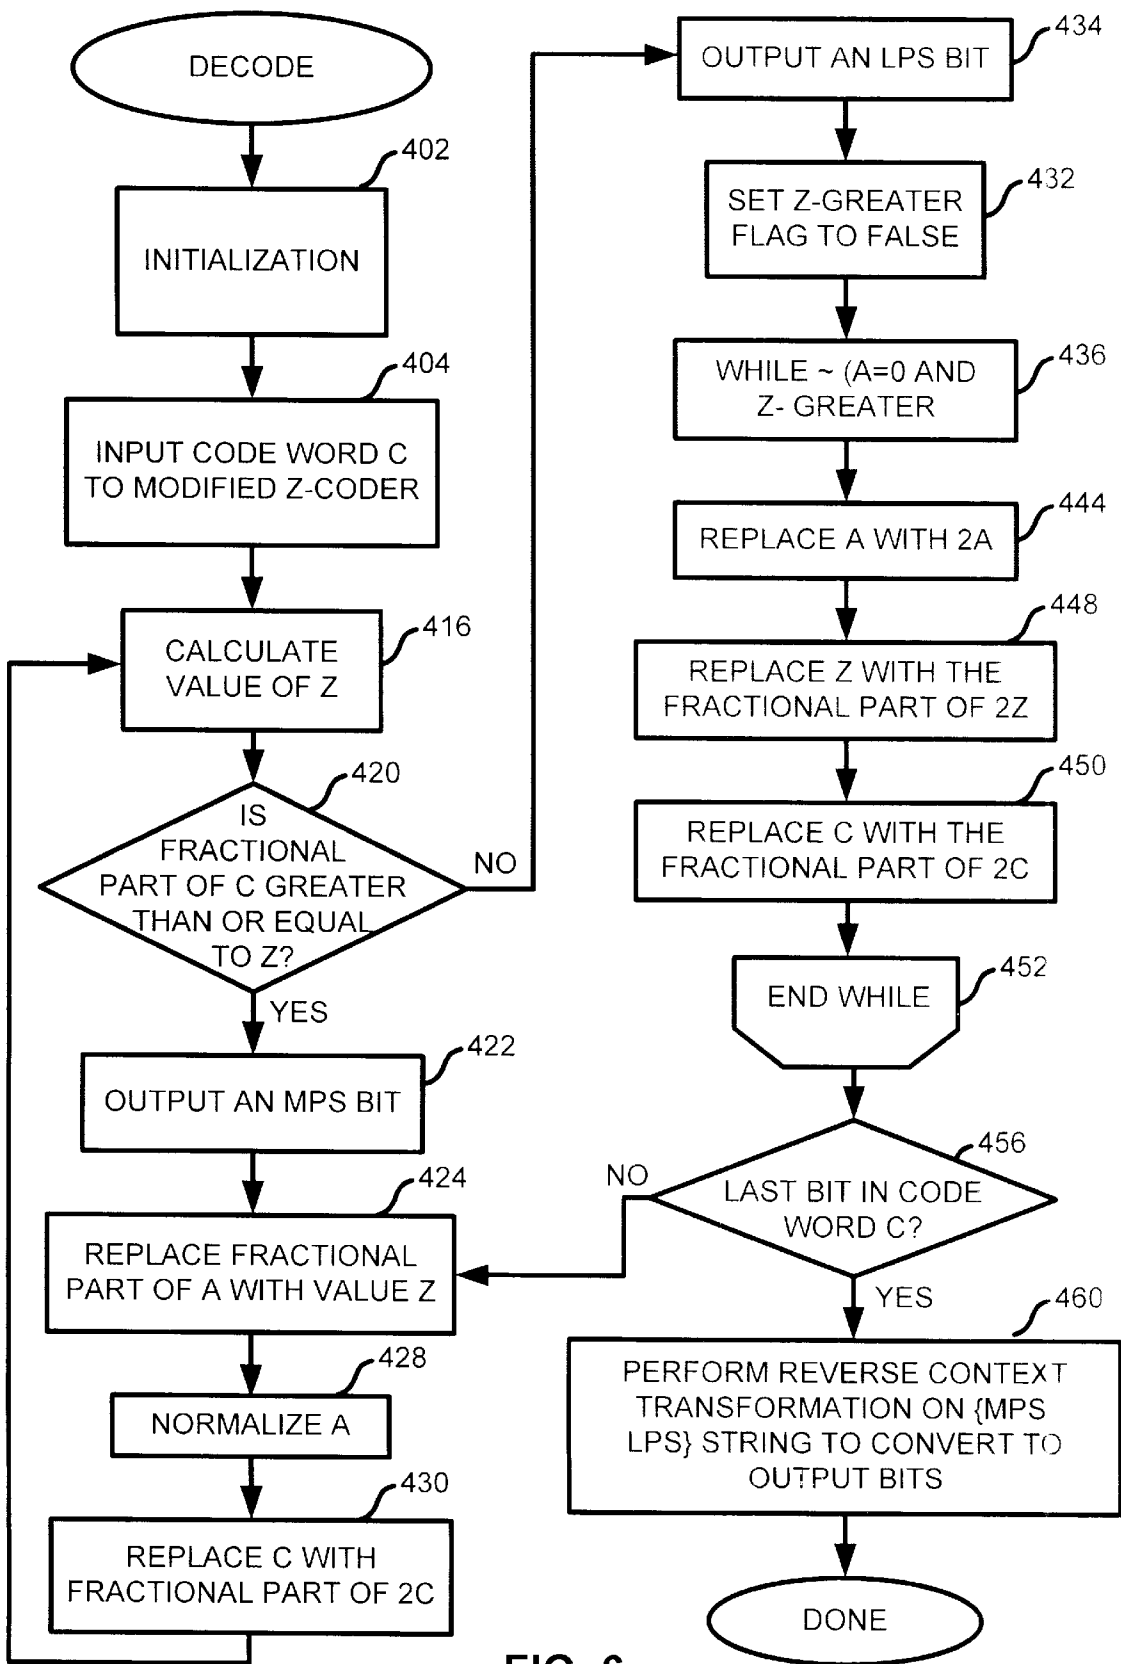 DECODE
402
INITIALIZATION
404
INPUT CODE WORD C
TO MODIFIED Z-CODER
416
CALCULATE
VALUE OF Z
420
IS
FRACTIONAL
PART OF C GREATER
THAN OR EQUAL
TO Z?
NO
YES
422
OUTPUT AN MPS BIT
424
REPLACE FRACTIONAL
PART OF A WITH VALUE Z
428
NORMALIZE A
430
REPLACE C WITH
FRACTIONAL PART OF 2C
434
OUTPUT AN LPS BIT
432
SET Z-GREATER
FLAG TO FALSE
436
WHILE ~ (A=0 AND
Z- GREATER
444
REPLACE A WITH 2A
448
REPLACE Z WITH THE
FRACTIONAL PART OF 2Z
450
REPLACE C WITH THE
FRACTIONAL PART OF 2C
452
END WHILE
456
NO
LAST BIT IN CODE
WORD C?
YES
460
PERFORM REVERSE CONTEXT
TRANSFORMATION ON {MPS
LPS} STRING TO CONVERT TO
OUTPUT BITS
DONE